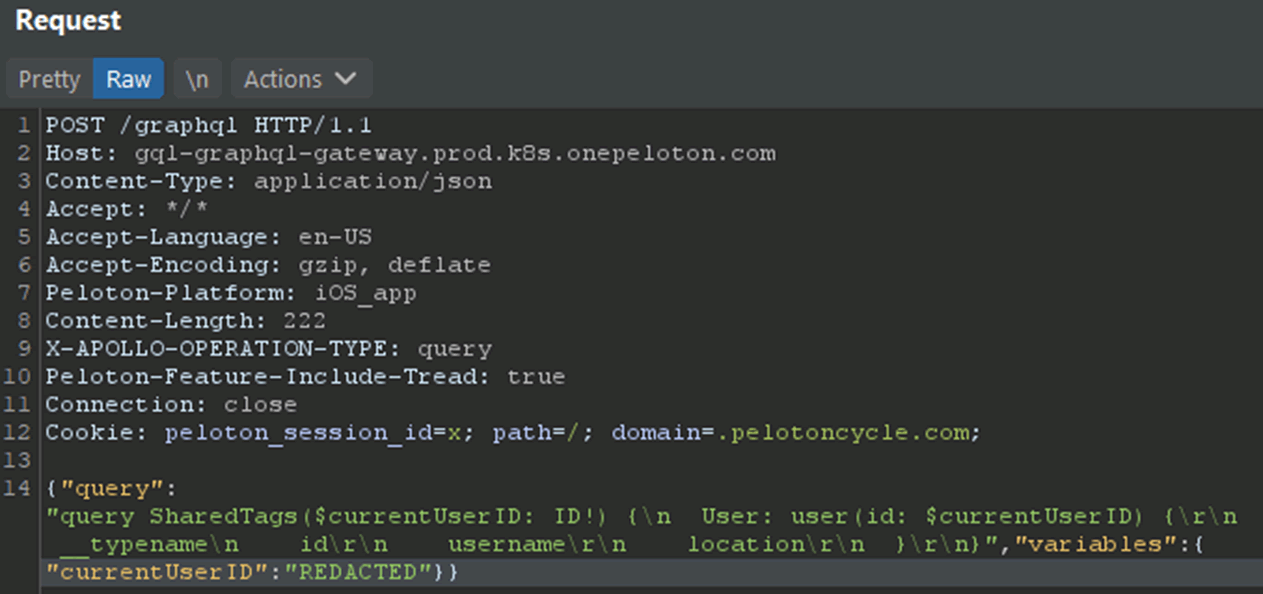 Request
Pretty Raw \n Actions
1 POST /graphql HTTP/1.1
2 Host: gql-graphql-gateway.prod.k8s.onepeloton.com
3 Content-Type: application/json
4 Accept: */*
5 Accept-Language: en-US
6 Accept-Encoding: gzip, deflate
7 Peloton-Platform: iOS_app
8 Content-Length: 222
9 X-APOLLO-OPERATION-TYPE: query
10 Peloton-Feature-Include-Tread: true
11 Connection: close
12 Cookie: peloton_session_id=x; path=/; domain=.pelotoncycle.com;
13
14 {"query":
"query SharedTags($currentUserID: ID!) {\n  User: user(id: $currentUserID) {\r\n
__typename\n    id\r\n    username\r\n    location\r\n  }\r\n}","variables":{
"currentUserID":"REDACTED"}}